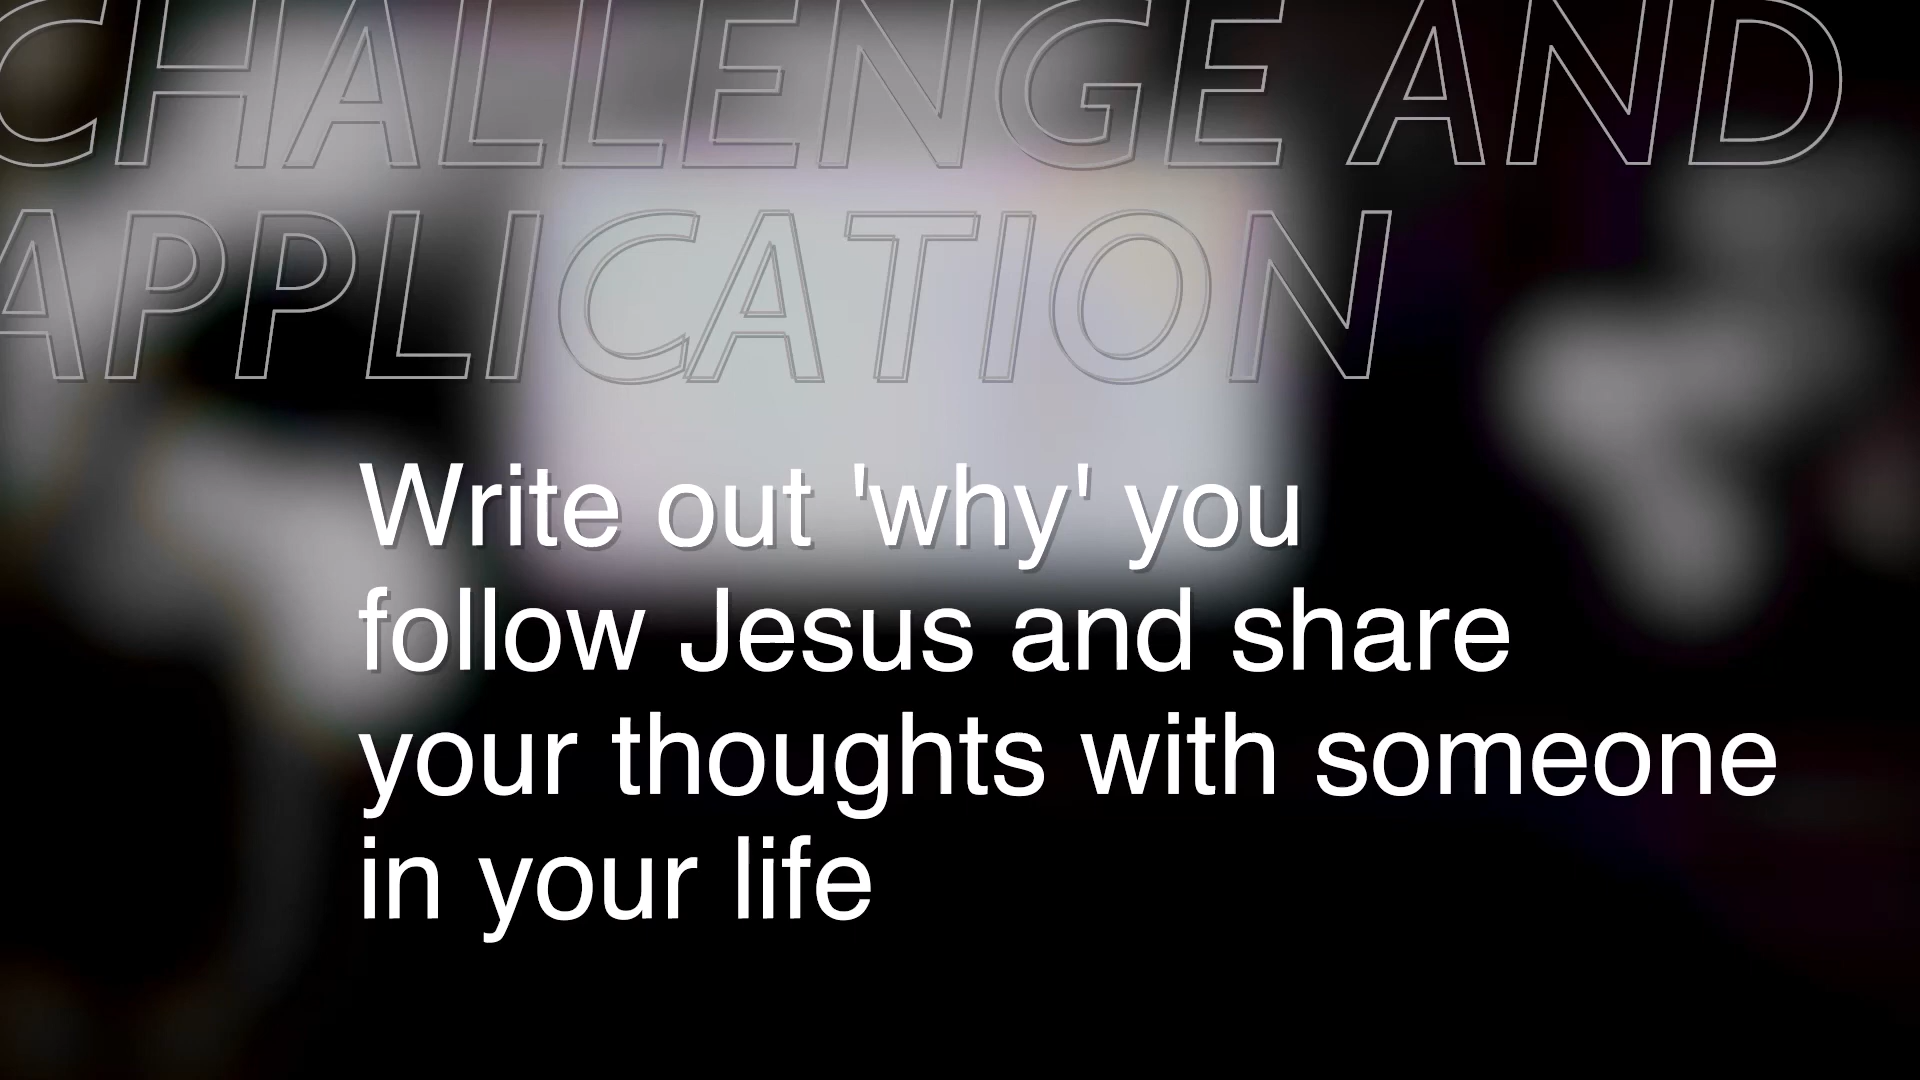 CHALLENGE AND
APPLICATION
Write out 'why' you
follow Jesus and share
your thoughts with someone
in your life